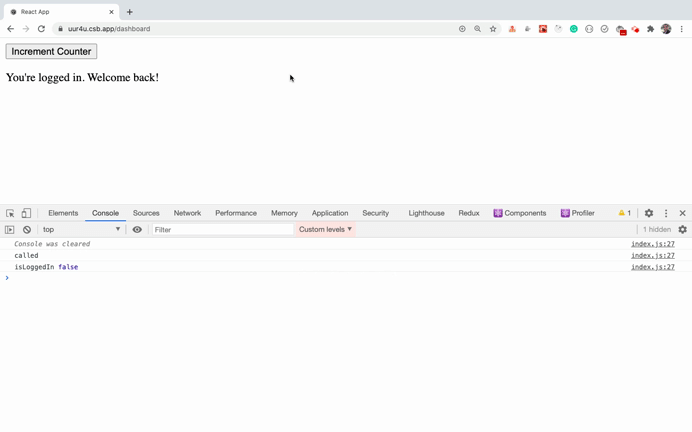 React App
uur4u.csb.app/dashboard
Increment Counter
You're logged in. Welcome back!
Elements Console Sources Network Performance Memory Application Security Lighthouse Redux Components Profiler 1
top Filter Custom levels 1 hidden
Console was cleared index.js:27
called index.js:27
isLoggedIn false index.js:27